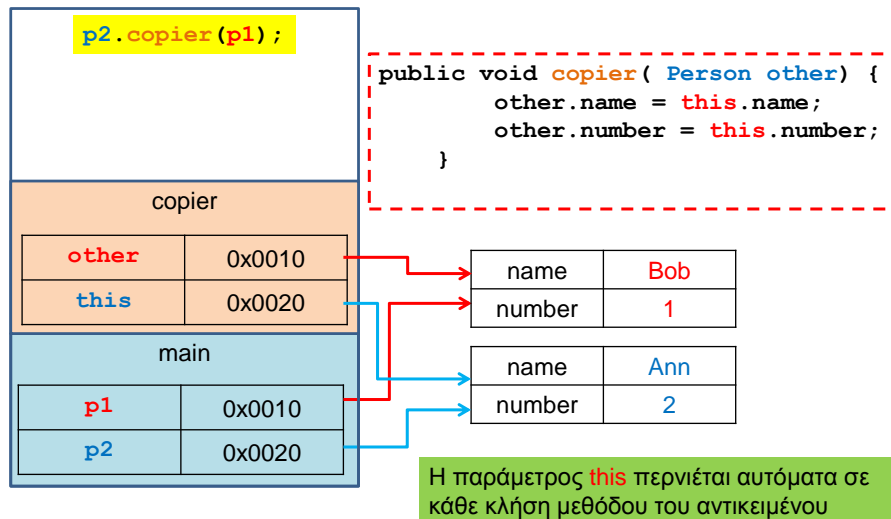 p2.copier(p1);
public void copier( Person other) {
other.name = this.name;
other.number = this.number;
}
copier
other 0x0010
this 0x0020
main
p1 0x0010
p2 0x0020
name Bob
number 1
name Ann
number 2
Η παράμετρος this περνιέται αυτόματα σε
κάθε κλήση μεθόδου του αντικειμένου